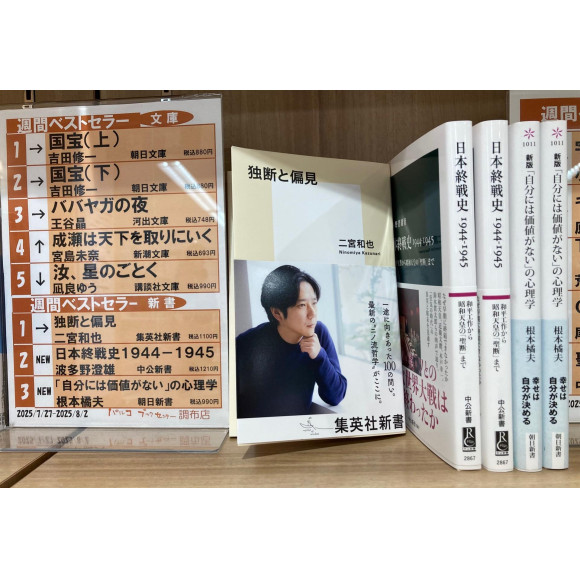 週間ベストセラー 文庫
1 → 国宝(上)
吉田修一 朝日文庫 税込880円
2 → 国宝(下)
吉田修一 朝日文庫 税込880円
3 → ババヤガの夜
王谷晶 河出文庫 税込748円
4 ↑ 成瀬は天下を取りにいく
宮島未奈 新潮文庫 税込693円
5 ↓ 汝、星のごとく
凪良ゆう 講談社文庫 税込990円
週間ベストセラー 新書
1 → 独断と偏見
二宮和也 集英社新書 税込1100円
2 NEW 日本終戦史1944-1945
波多野澄雄 中公新書 税込1210円
3 NEW 「自分には価値がない」の心理学
根本橘夫 朝日新書 税込990円
2025/7/27-2025/8/2 パルコブックセンター 調布店
独断と偏見
二宮和也
Ninomiya Kazunari
一途に向きあった100の問い。
最新の“ニノ流哲学”がここに。
集英社新書
日本終戦史 1944-1945
和平工作から
昭和天皇の「聖断」まで
中公新書
2867
日本終戦史 1944-1945
和平工作から
昭和天皇の「聖断」まで
中公新書
2867
1011
新版「自分には価値がない」の心理学
根本橘夫
幸せは
自分が決める
朝日新書
1011
新版「自分には価値がない」の心理学
根本橘夫
幸せは
自分が決める
朝日新書